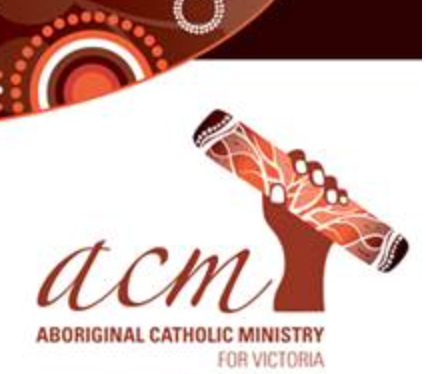 acm
ABORIGINAL CATHOLIC MINISTRY
FOR VICTORIA